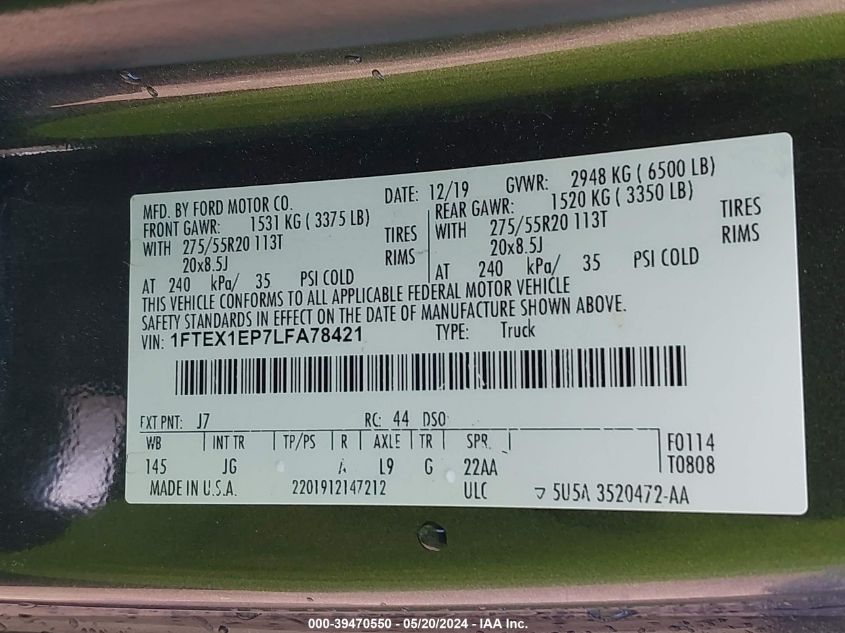 MFD. BY FORD MOTOR CO. DATE: 12/19 GVWR: 2948 KG ( 6500 LB)
FRONT GAWR: 1531 KG ( 3375 LB) REAR GAWR: 1520 KG ( 3350 LB)
WITH 275/55R20 113T TIRES WITH 275/55R20 113T TIRES
20x8.5J RIMS 20x8.5J RIMS
AT 240 kPa/ 35 PSI COLD AT 240 kPa/ 35 PSI COLD
THIS VEHICLE CONFORMS TO ALL APPLICABLE FEDERAL MOTOR VEHICLE
SAFETY STANDARDS IN EFFECT ON THE DATE OF MANUFACTURE SHOWN ABOVE.
VIN: 1FTEX1EP7LFA78421 TYPE: Truck
EXT PNT: J7 RC: 44 DSO
WB INT TR TP/PS R AXLE TR SPR F0114
145 JG A L9 G 22AA T0808
MADE IN U.S.A. 2201912147212 ULC 5U5A 3520472-AA
000-39470550 — 05/20/2024 - IAA Inc.